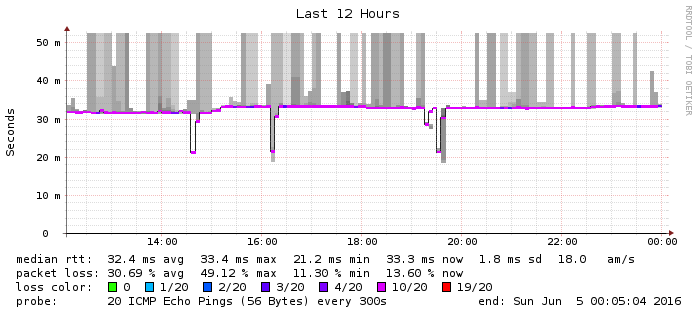 Last 12 Hours
RRDTOOL / TOBI OETIKER
Seconds
50 m
40 m
30 m
20 m
10 m
0
14:00 16:00 18:00 20:00 22:00 00:00
median rtt: 32.4 ms avg 33.4 ms max 21.2 ms min 33.3 ms now 1.8 ms sd 18.0 am/s
packet loss: 30.69 % avg 49.12 % max 11.30 % min 13.60 % now
loss color: 0 1/20 2/20 3/20 4/20 10/20 19/20
probe: 20 ICMP Echo Pings (56 Bytes) every 300s end: Sun Jun 5 00:05:04 2016